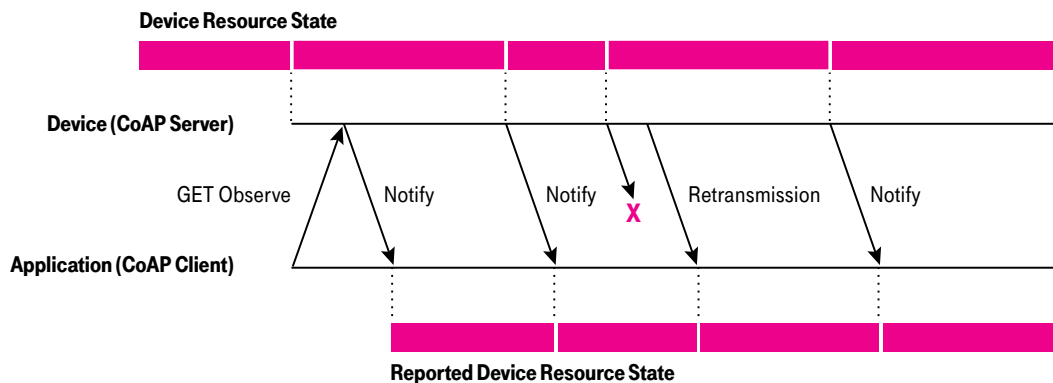 Device Resource State
Device (CoAP Server)
GET Observe
Notify
Notify
X
Retransmission
Notify
Application (CoAP Client)
Reported Device Resource State